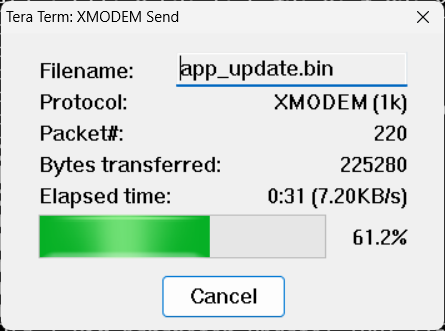 Tera Term: XMODEM Send
Filename: app_update.bin
Protocol: XMODEM (1k)
Packet#: 220
Bytes transferred: 225280
Elapsed time: 0:31 (7.20KB/s)
61.2%
Cancel